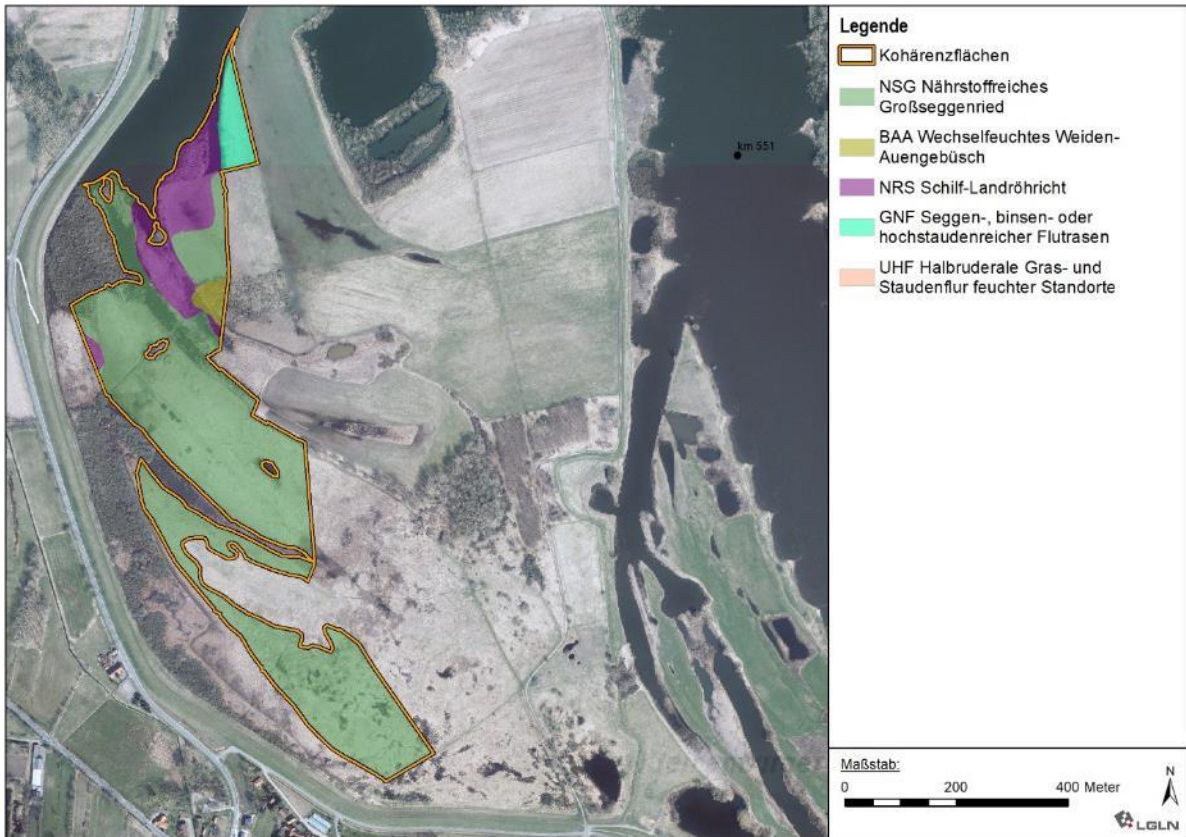 Legende
Kohärenzflächen
NSG Nährstoffreiches
Großseggenried
BAA Wechselfeuchtes Weiden-
Auengebüsch
NRS Schilf-Landröhricht
GNF Seggen-, binsen- oder
hochstaudenreicher Flutrasen
UHF Halbruderale Gras- und
Staudenflur feuchter Standorte
km 551
Maßstab:
0 200 400 Meter
N
LGLN